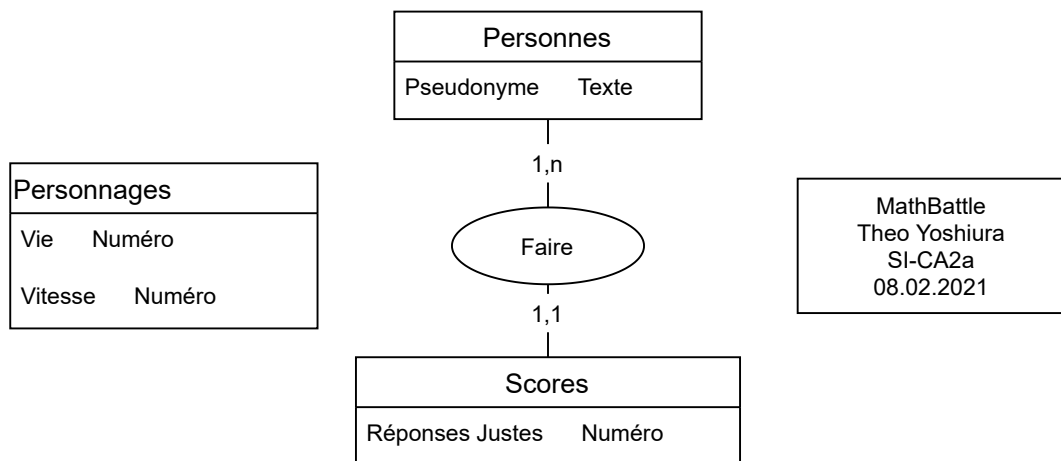 Personnes
Pseudonyme Texte
1,n
Personnages
Vie Numéro
Vitesse Numéro
Faire
MathBattle
Theo Yoshiura
SI-CA2a
08.02.2021
1,1
Scores
Réponses Justes Numéro